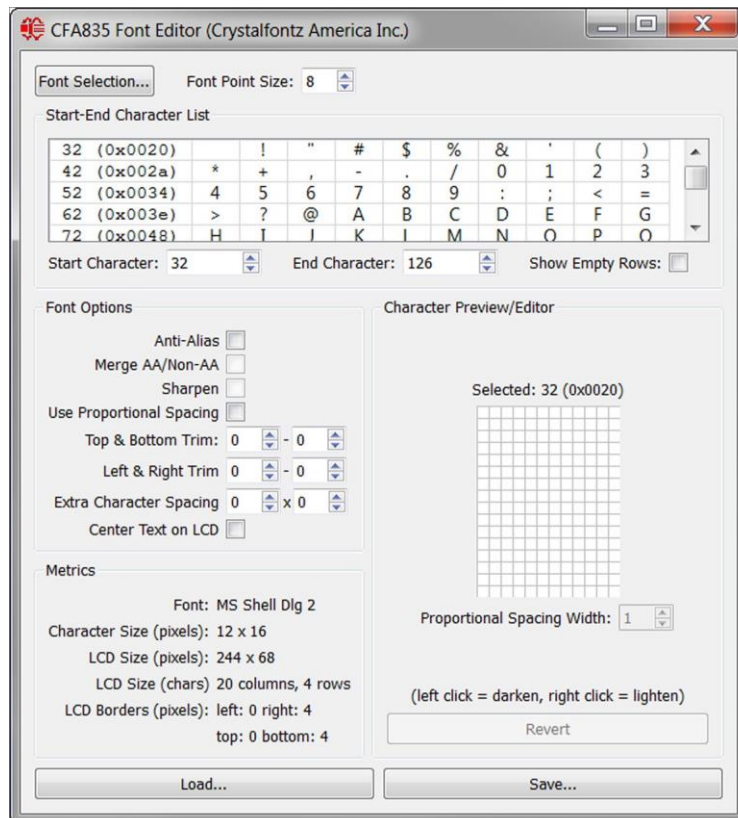 CFA835 Font Editor (Crystalfontz America Inc.)
Font Selection... Font Point Size: 8
Start-End Character List
32 (0x0020) ! " # $ % & ' ( )
42 (0x002a) * + , - . / 0 1 2 3
52 (0x0034) 4 5 6 7 8 9 : ; < =
62 (0x003e) > ? @ A B C D E F G
72 (0x0048) H I J K L M N O P Q
Start Character: 32 End Character: 126 Show Empty Rows:
Font Options
Anti-Alias
Merge AA/Non-AA
Sharpen
Use Proportional Spacing
Top & Bottom Trim: 0 - 0
Left & Right Trim 0 - 0
Extra Character Spacing 0 x 0
Center Text on LCD
Metrics
Font: MS Shell Dlg 2
Character Size (pixels): 12 x 16
LCD Size (pixels): 244 x 68
LCD Size (chars) 20 columns, 4 rows
LCD Borders (pixels): left: 0 right: 4
top: 0 bottom: 4
Character Preview/Editor
Selected: 32 (0x0020)
Proportional Spacing Width: 1
(left click = darken, right click = lighten)
Revert
Load... Save...